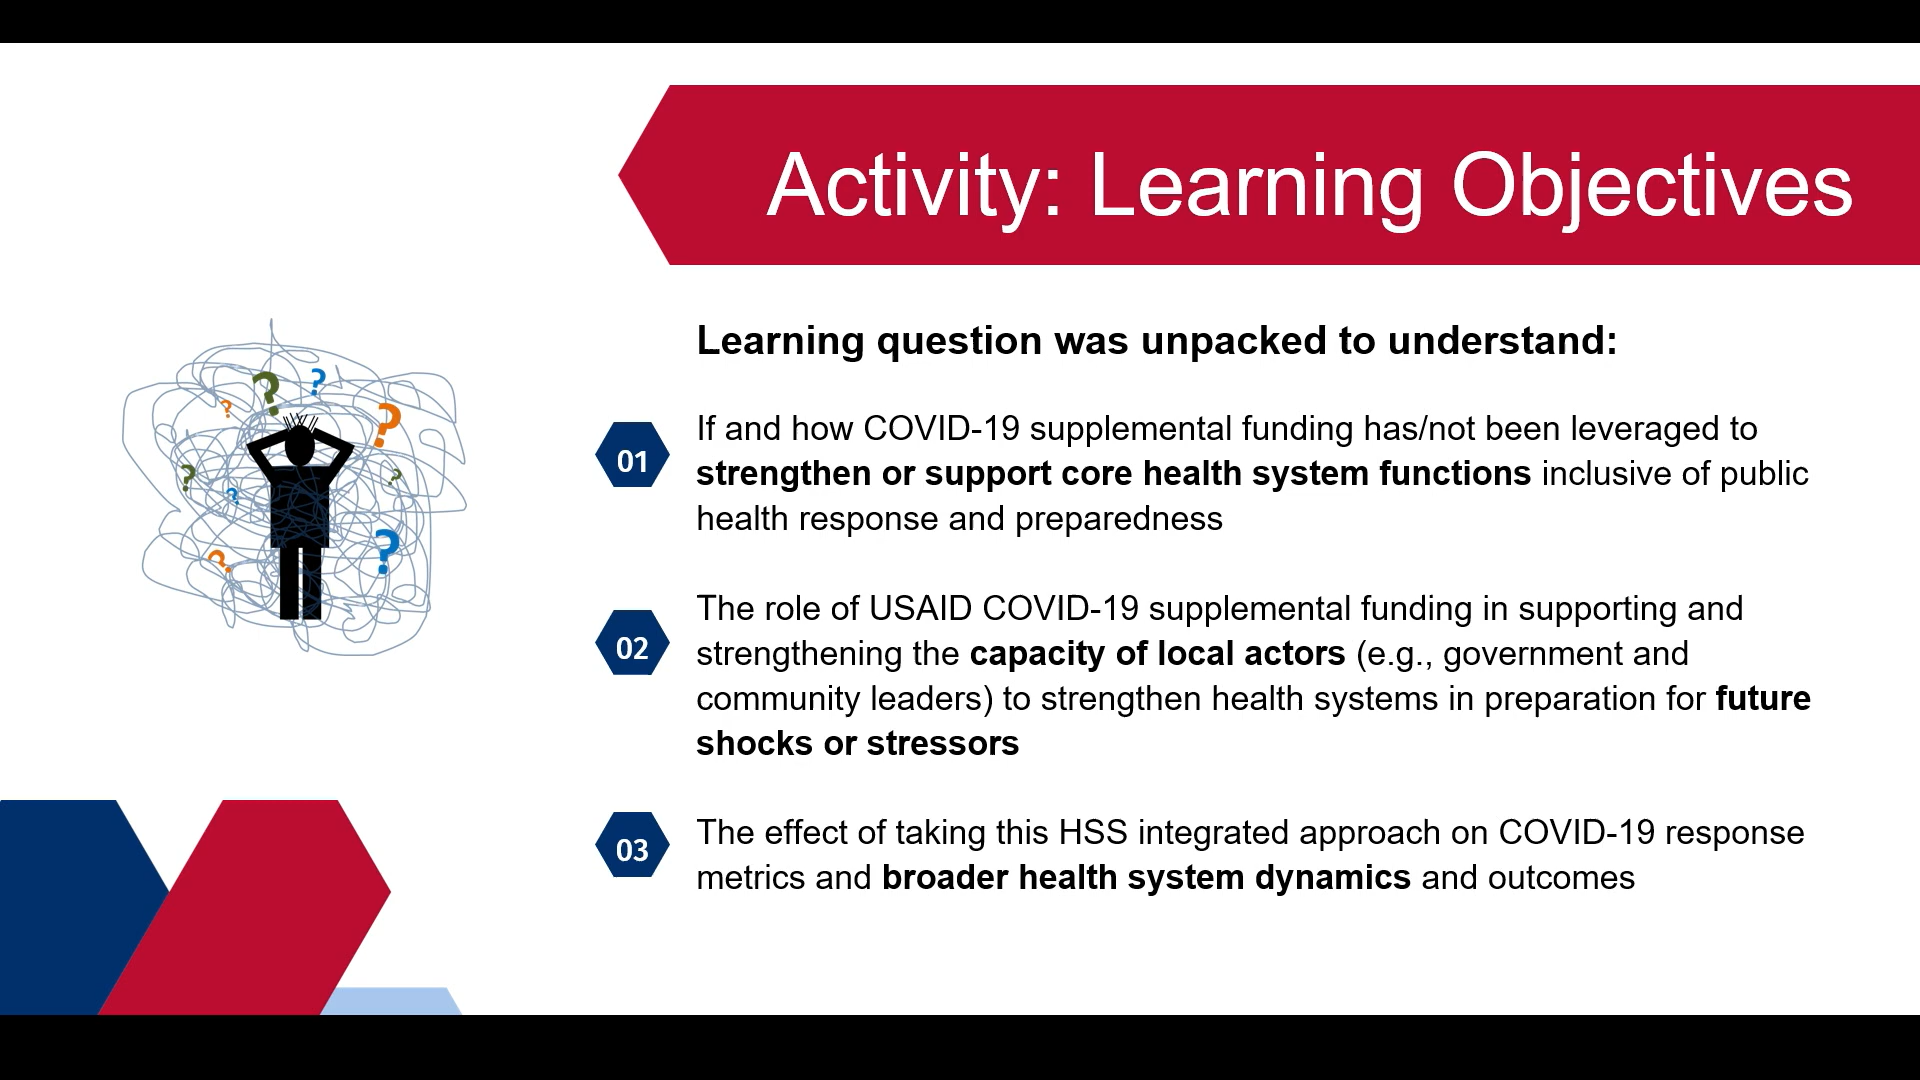 Activity: Learning Objectives
Learning question was unpacked to understand:
01
If and how COVID-19 supplemental funding has/not been leveraged to
strengthen or support core health system functions inclusive of public
health response and preparedness
02
The role of USAID COVID-19 supplemental funding in supporting and
strengthening the capacity of local actors (e.g., government and
community leaders) to strengthen health systems in preparation for future
shocks or stressors
03
The effect of taking this HSS integrated approach on COVID-19 response
metrics and broader health system dynamics and outcomes